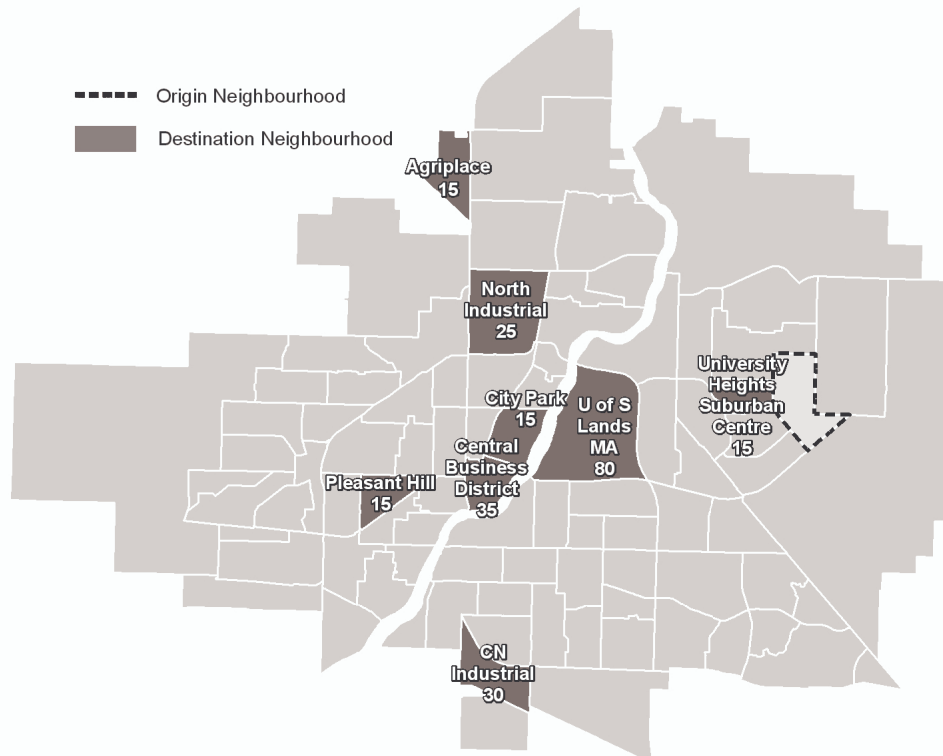 Origin Neighbourhood
Destination Neighbourhood
Agriplace
15
North
Industrial
25
University
Heights
Suburban
Centre
15
City Park
15
U of S
Lands
MA
80
Central
Business
District
35
Pleasant Hill
15
CN
Industrial
30